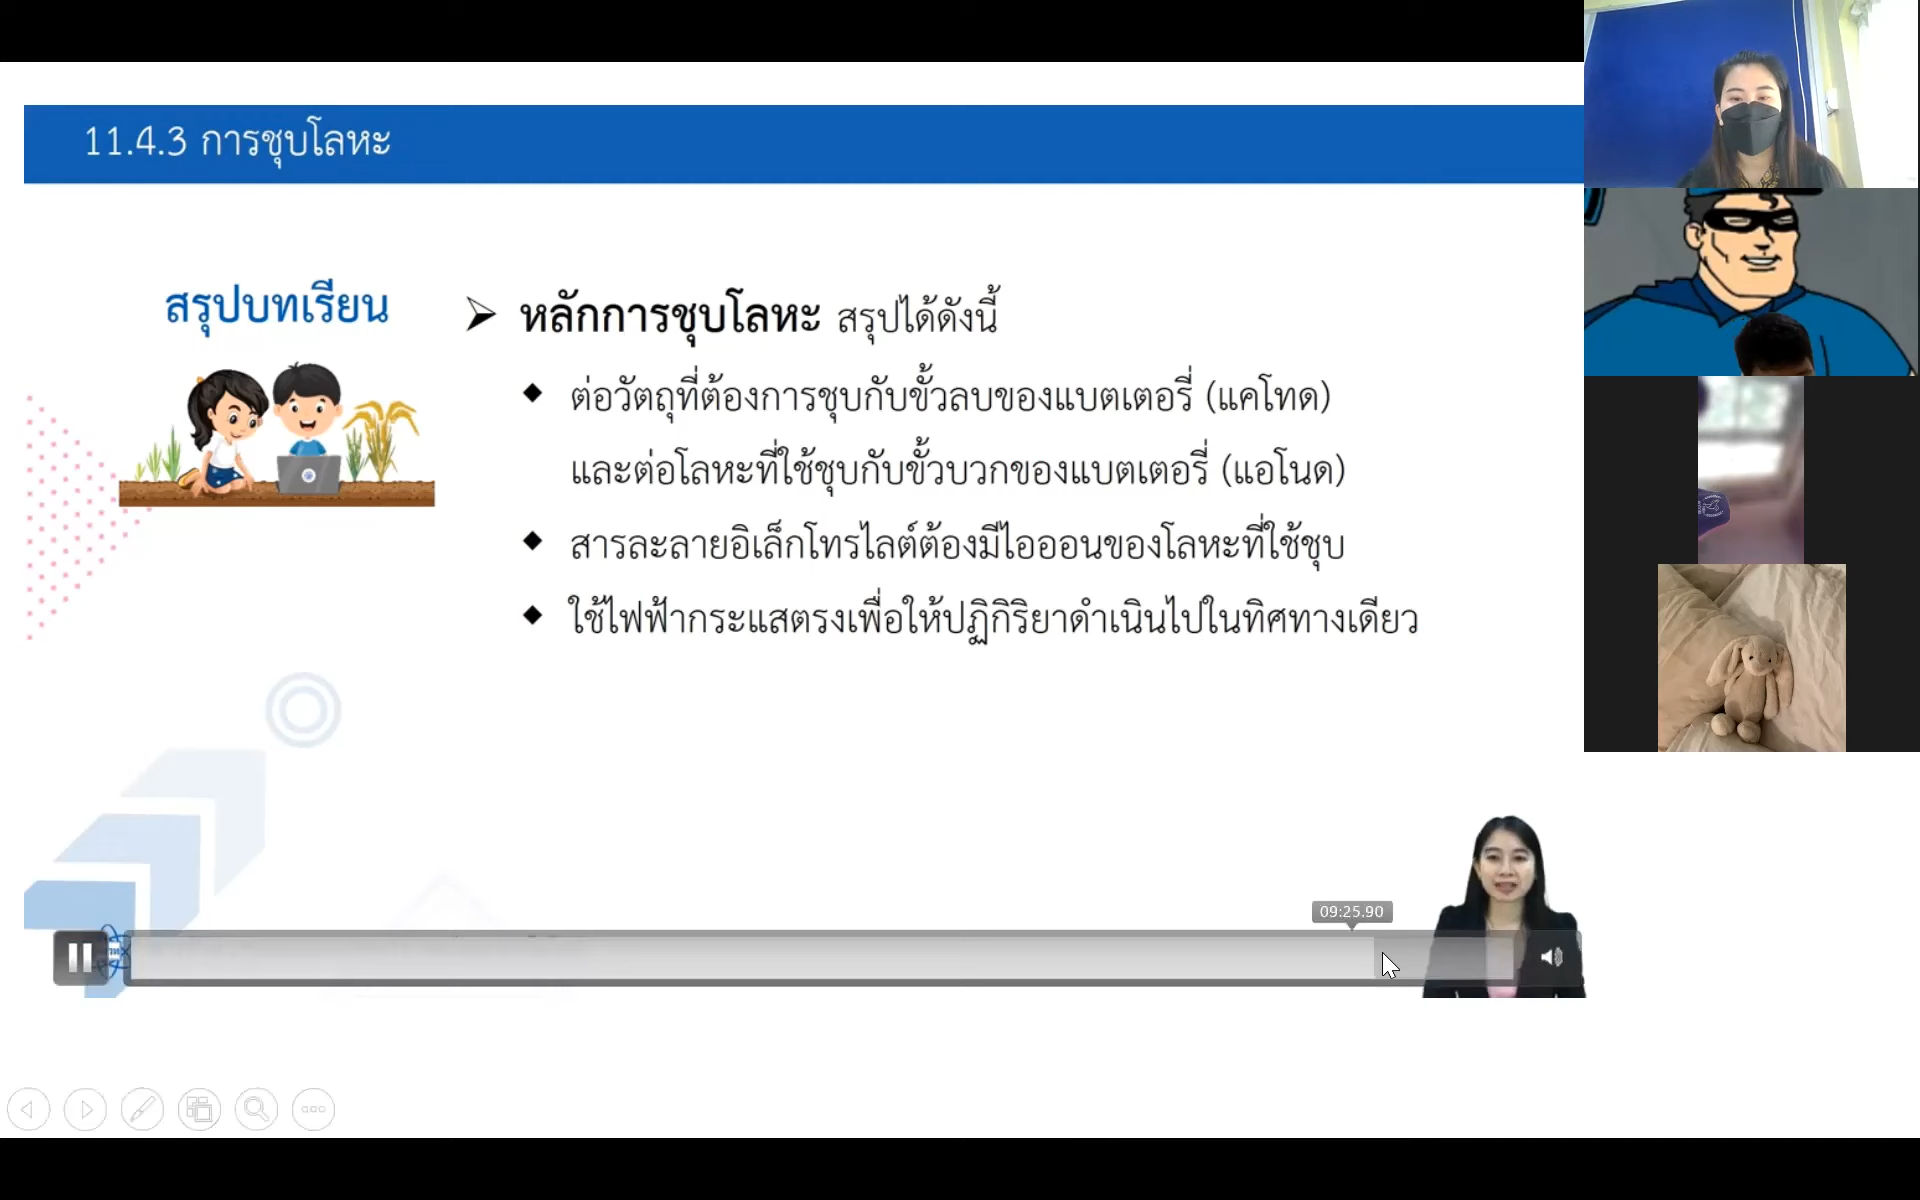 11.4.3 การชุบโลหะ
สรุปบทเรียน
หลักการชุบโลหะ สรุปได้ดังนี้
ต่อวัตถุที่ต้องการชุบกับขั้วลบของแบตเตอรี่ (แคโทด)
และต่อโลหะที่ใช้ชุบกับขั้วบวกของแบตเตอรี่ (แอโนด)
สารละลายอิเล็กโทรไลต์ต้องมีไอออนของโลหะที่ใช้ชุบ
ใช้ไฟฟ้ากระแสตรงเพื่อให้ปฏิกิริยาดำเนินไปในทิศทางเดียว
09:25.90